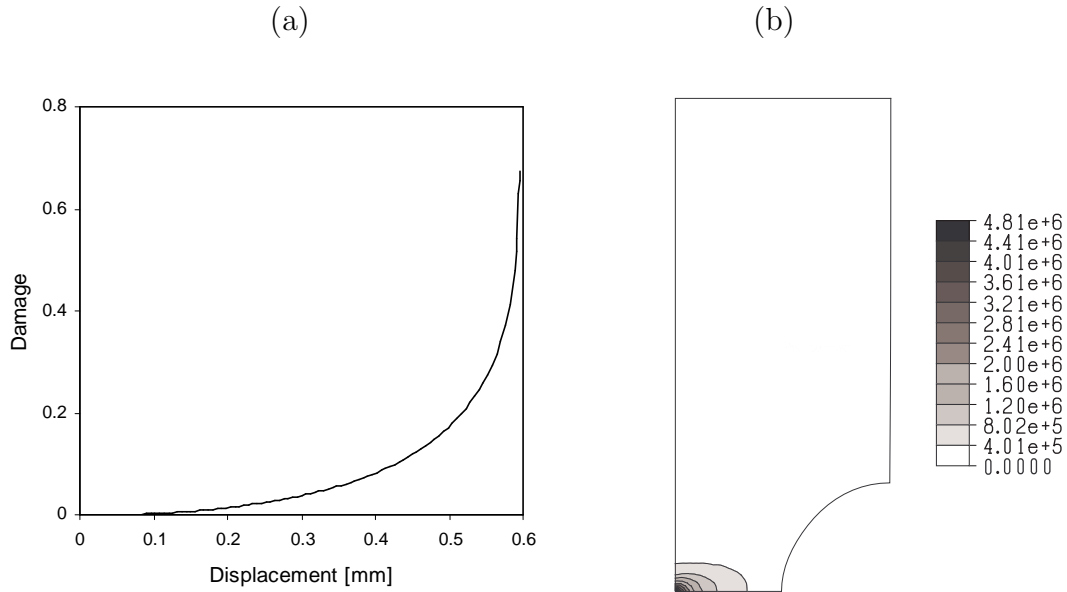 (a)
(b)
0.8
0.6
0.4
0.2
0
Damage
0 0.1 0.2 0.3 0.4 0.5 0.6
Displacement [mm]
4.81e+6
4.41e+6
4.01e+6
3.61e+6
3.21e+6
2.81e+6
2.41e+6
2.00e+6
1.60e+6
1.20e+6
8.02e+5
4.01e+5
0.0000